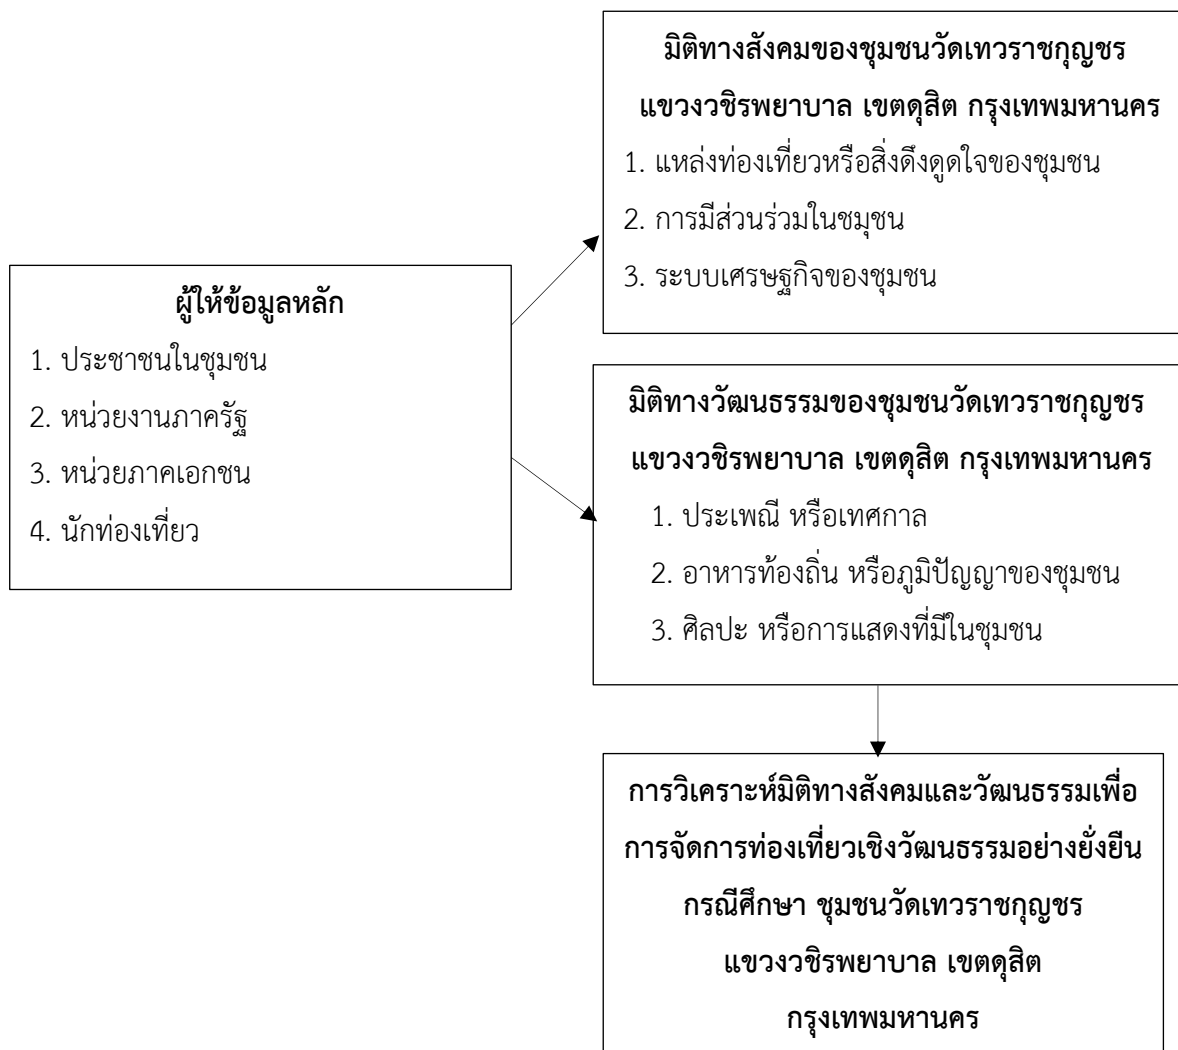 มิติทางสังคมของชุมชนวัดเทวราชกุญชร
แขวงวชิรพยาบาล เขตดุสิต กรุงเทพมหานคร
1. แหล่งท่องเที่ยวหรือสิ่งดึงดูดใจของชุมชน
2. การมีส่วนร่วมในชมุชน
3. ระบบเศรษฐกิจของชุมชน
ผู้ให้ข้อมูลหลัก
1. ประชาชนในชุมชน
2. หน่วยงานภาครัฐ
3. หน่วยภาคเอกชน
4. นักท่องเที่ยว
มิติทางวัฒนธรรมของชุมชนวัดเทวราชกุญชร
แขวงวชิรพยาบาล เขตดุสิต กรุงเทพมหานคร
1. ประเพณี หรือเทศกาล
2. อาหารท้องถิ่น หรือภูมิปัญญาของชุมชน
3. ศิลปะ หรือการแสดงที่มีในชุมชน
การวิเคราะห์มิติทางสังคมและวัฒนธรรมเพื่อ
การจัดการท่องเที่ยวเชิงวัฒนธรรมอย่างยั่งยืน
กรณีศึกษา ชุมชนวัดเทวราชกุญชร
แขวงวชิรพยาบาล เขตดุสิต
กรุงเทพมหานคร